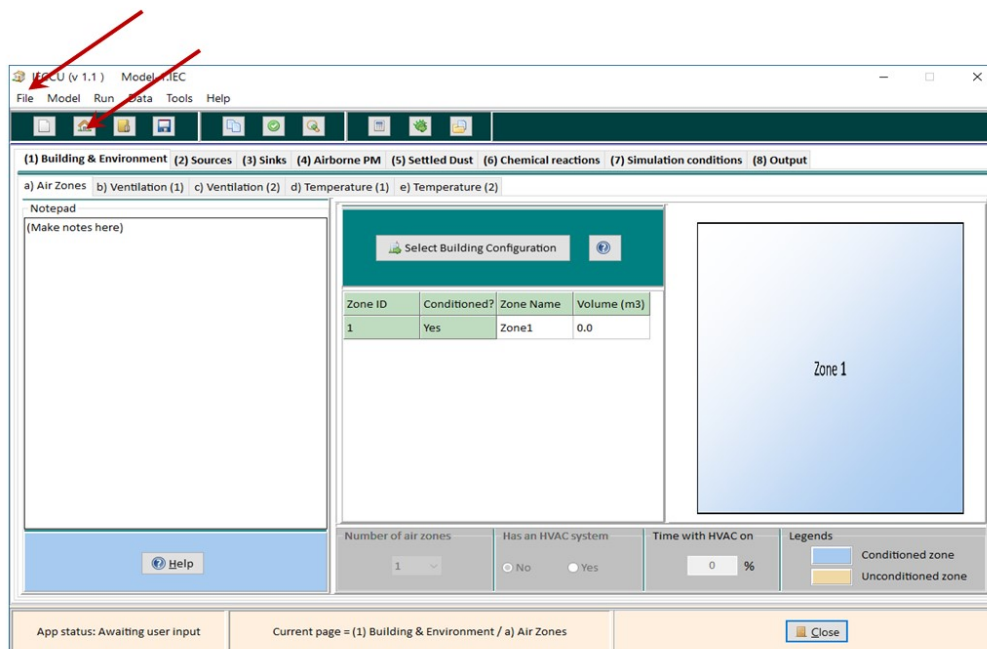 IECCU (v 1.1 ) Model-1.IEC
File Model Run Data Tools Help
(1) Building & Environment (2) Sources (3) Sinks (4) Airborne PM (5) Settled Dust (6) Chemical reactions (7) Simulation conditions (8) Output
a) Air Zones b) Ventilation (1) c) Ventilation (2) d) Temperature (1) e) Temperature (2)
Notepad
(Make notes here)
Help
Select Building Configuration
Zone ID Conditioned? Zone Name Volume (m3)
1 Yes Zone1 0.0
Zone 1
Number of air zones Has an HVAC system Time with HVAC on Legends
1 No Yes 0 % Conditioned zone
Unconditioned zone
App status: Awaiting user input Current page = (1) Building & Environment / a) Air Zones Close